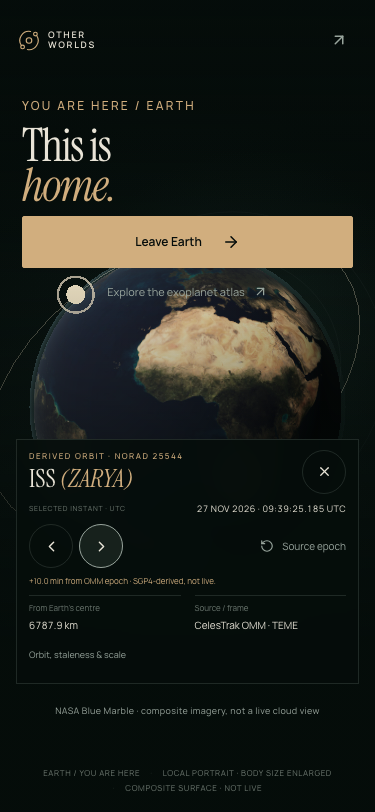 OTHER
WORLDS
YOU ARE HERE / EARTH
This is
home.
Leave Earth
Explore the exoplanet atlas
DERIVED ORBIT · NORAD 25544
ISS (ZARYA)
SELECTED INSTANT · UTC
27 NOV 2026 · 09:39:25.185 UTC
Source epoch
+10.0 min from OMM epoch · SGP4-derived, not live.
From Earth's centre
Source / frame
6787.9 km
CelesTrak OMM · TEME
Orbit, staleness & scale
NASA Blue Marble · composite imagery, not a live cloud view
EARTH / YOU ARE HERE
LOCAL PORTRAIT · BODY SIZE ENLARGED
COMPOSITE SURFACE · NOT LIVE